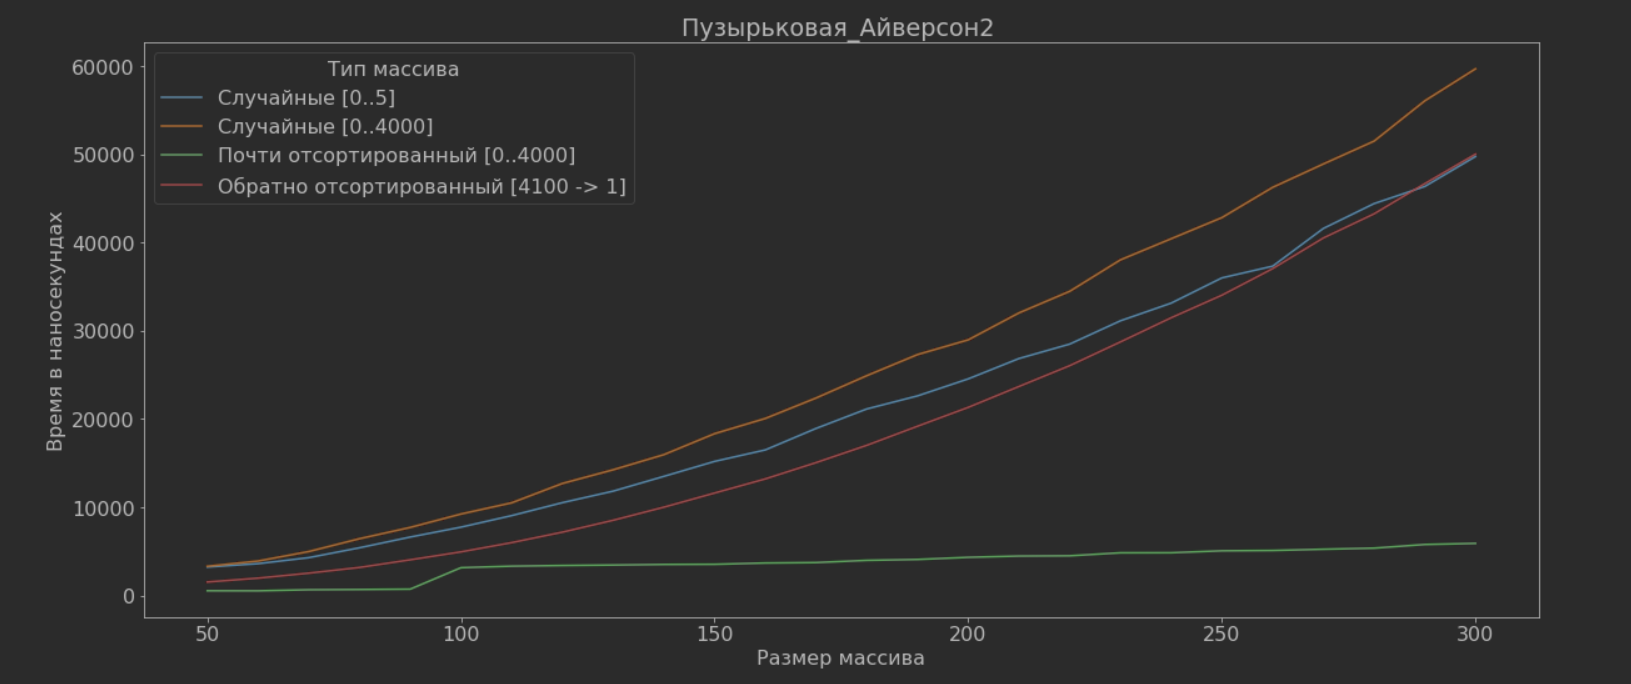 Пузырьковая_Айверсон2
Тип массива
Случайные [0..5]
Случайные [0..4000]
Почти отсортированный [0..4000]
Обратно отсортированный [4100 -> 1]
Время в наносекундах
60000
50000
40000
30000
20000
10000
0
50
100
150
200
250
300
Размер массива